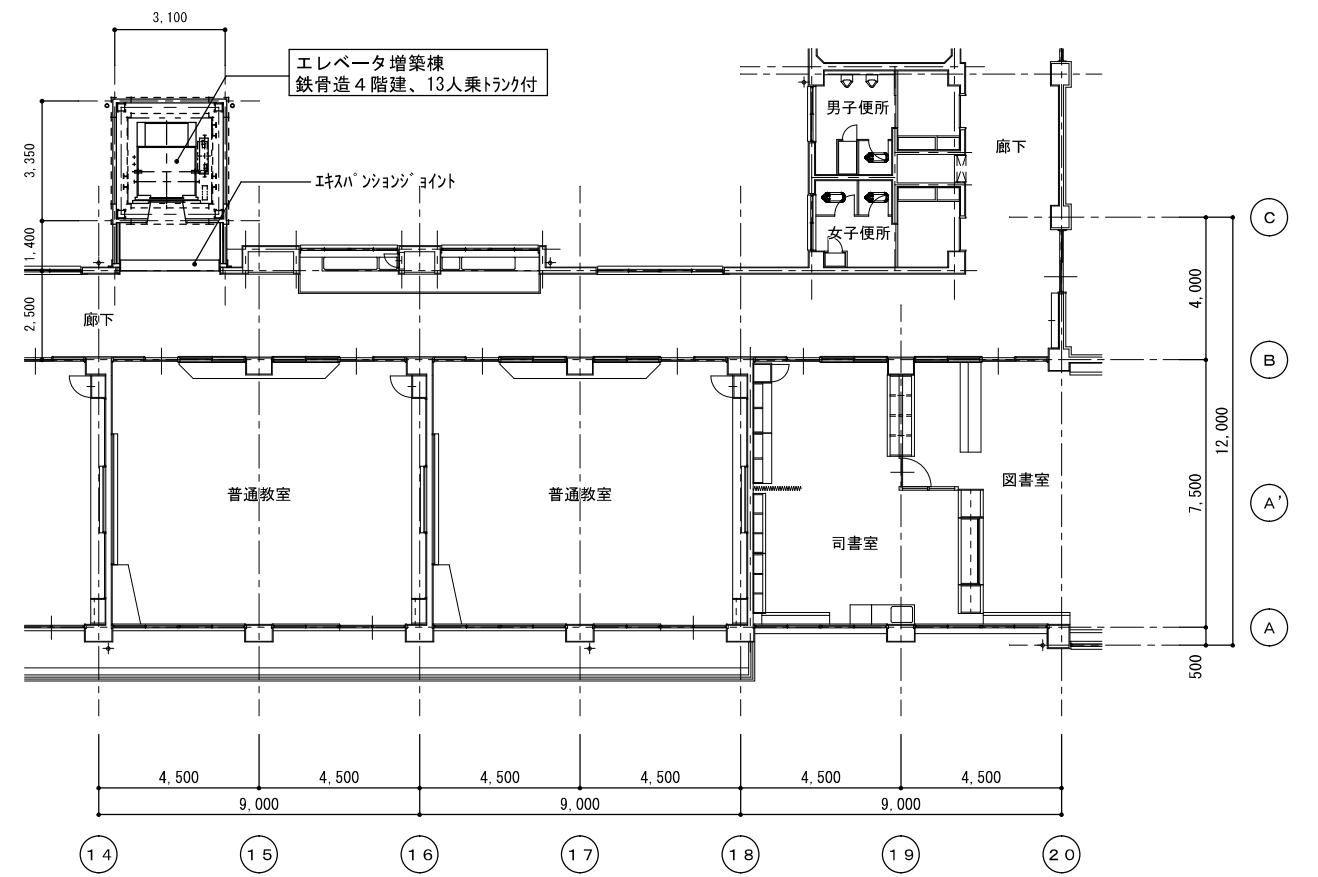 3,100
エレベータ増築棟
鉄骨造４階建、13人乗ﾄﾗﾝｸ付
男子便所
廊下
3,350
ｴｷｽﾊﾟﾝｼｮﾝｼﾞｮｲﾝﾄ
C
女子便所
1,400
4,000
2,500
廊下
B
12,000
普通教室
普通教室
図書室
7,500
A'
司書室
A
500
4,500
4,500
4,500
4,500
4,500
4,500
9,000
9,000
9,000
14
15
16
17
18
19
20